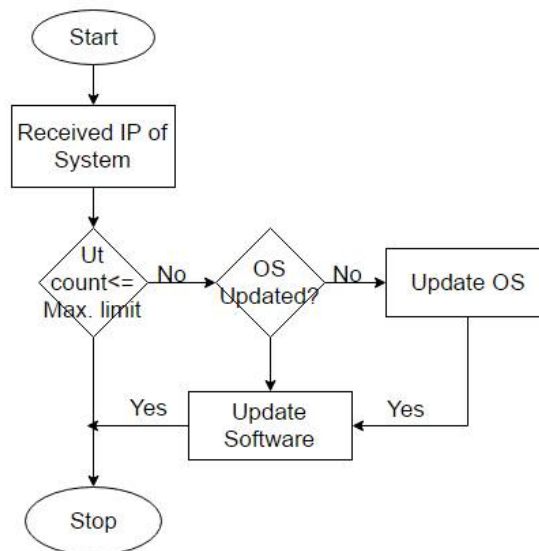 Start
Received IP of
System
Ut
count<=
Max. limit
No
OS
Updated?
No
Update OS
Yes
Update
Software
Yes
Stop